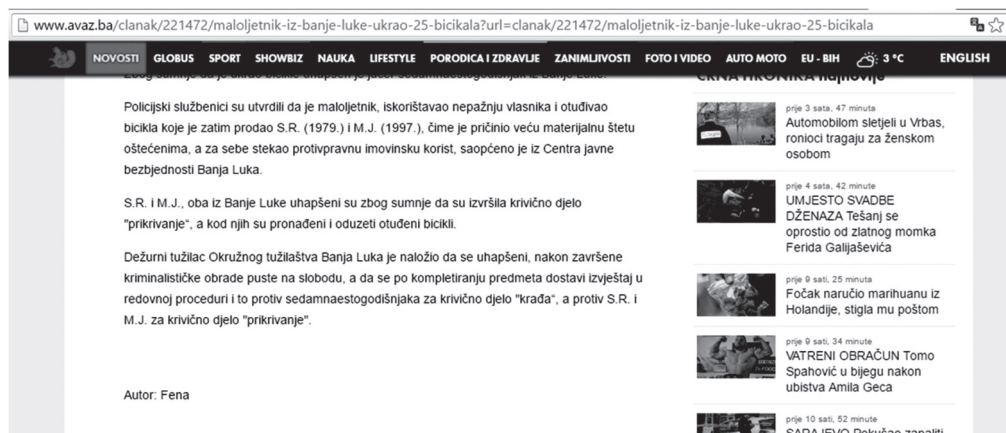 www.avaz.ba/clanak/221472/maloljetnik-iz-banje-luke-ukrao-25-bicikala?url=clanak/221472/maloljetnik-iz-banje-luke-ukrao-25-bicikala
NOVOSTI GLOBUS SPORT SHOWBIZ NAUKA LIFESTYLE PORODICA I ZDRAVLJE ZANIMLJIVOSTI FOTO I VIDEO AUTO MOTO EU - BIH 3 °C ENGLISH
Policijski službenici su utvrdili da je maloljetnik, iskorištavao nepažnju vlasnika i otuđivao
bicikla koje je zatim prodao S.R. (1979.) i M.J. (1997.), čime je pričinio veću materijalnu štetu
oštećenima, a za sebe stekao protivpravnu imovinsku korist, saopćeno je iz Centra javne
bezbjednosti Banja Luka.
S.R. i M.J., oba iz Banje Luke uhapšeni su zbog sumnje da su izvršila krivično djelo
"prikrivanje“, a kod njih su pronađeni i oduzeti otuđeni bicikli.
Dežurni tužilac Okružnog tužilaštva Banja Luka je naložio da se uhapšeni, nakon završene
kriminalističke obrade puste na slobodu, a da se po kompletiranju predmeta dostavi izvještaj u
redovnoj proceduri i to protiv sedamnaestogodišnjaka za krivično djelo "krađa“, a protiv S.R. i
M.J. za krivično djelo "prikrivanje".
Autor: Fena
CRNA HRONIKA najnovije
prije 3 sata, 47 minuta
Automobilom sletjeli u Vrbas,
ronioci tragaju za ženskom
osobom
prije 4 sata, 42 minute
UMJESTO SVADBE
DŽENAZA Tešanj se
oprostio od zlatnog momka
Ferida Galijaševića
prije 9 sati, 25 minuta
Fočak naručio marihuanu iz
Holandije, stigla mu poštom
prije 9 sati, 34 minute
VATRENI OBRAČUN Tomo
Spahović u bijegu nakon
ubistva Amila Geca
prije 10 sati, 52 minute
SARAJEVO Pokušao zapaliti